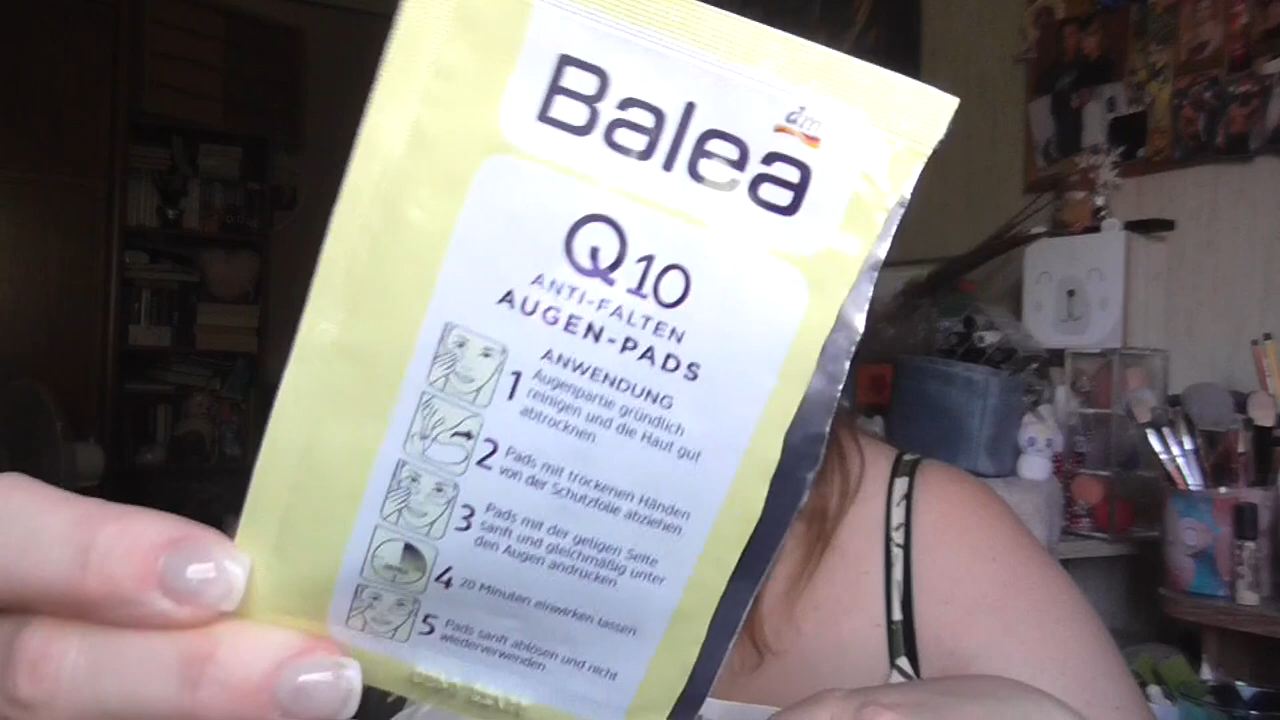 dm
Balea
Q10
ANTI-FALTEN
AUGEN-PADS
ANWENDUNG
1 Augenpartie gründlich
reinigen und die Haut gut
abtrocknen
2 Pads mit trockenen Händen
von der Schutzfolie abziehen
3 Pads mit der geligen Seite
sanft und gleichmäßig unter
den Augen andrücken
4 20 Minuten einwirken lassen
5 Pads sanft ablösen und nicht
wiederverwenden